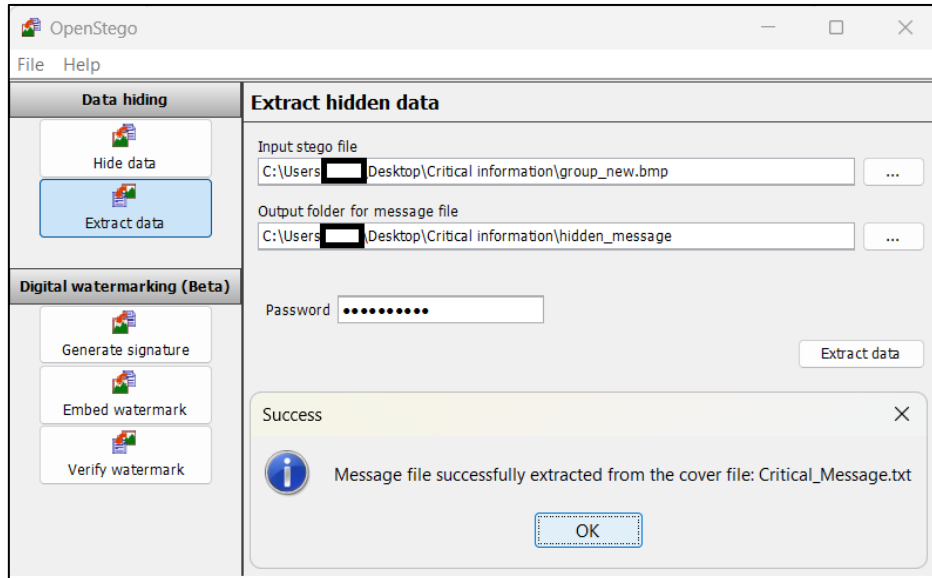 OpenStego
File Help
Data hiding
Hide data
Extract data
Digital watermarking (Beta)
Generate signature
Embed watermark
Verify watermark
Extract hidden data
Input stego file
C:\Users\Desktop\Critical information\group_new.bmp
...
Output folder for message file
C:\Users\Desktop\Critical information\hidden_message
...
Password ••••••••••
Extract data
Success
Message file successfully extracted from the cover file: Critical_Message.txt
OK